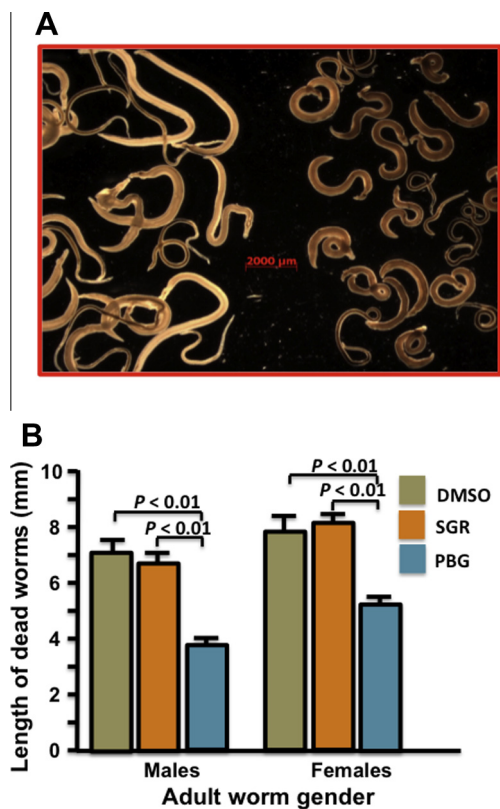 A
2000 µm
B
Length of dead worms (mm)
10
8
6
4
2
0
P < 0.01
P < 0.01
P < 0.01
P < 0.01
DMSO
SGR
PBG
Males
Females
Adult worm gender